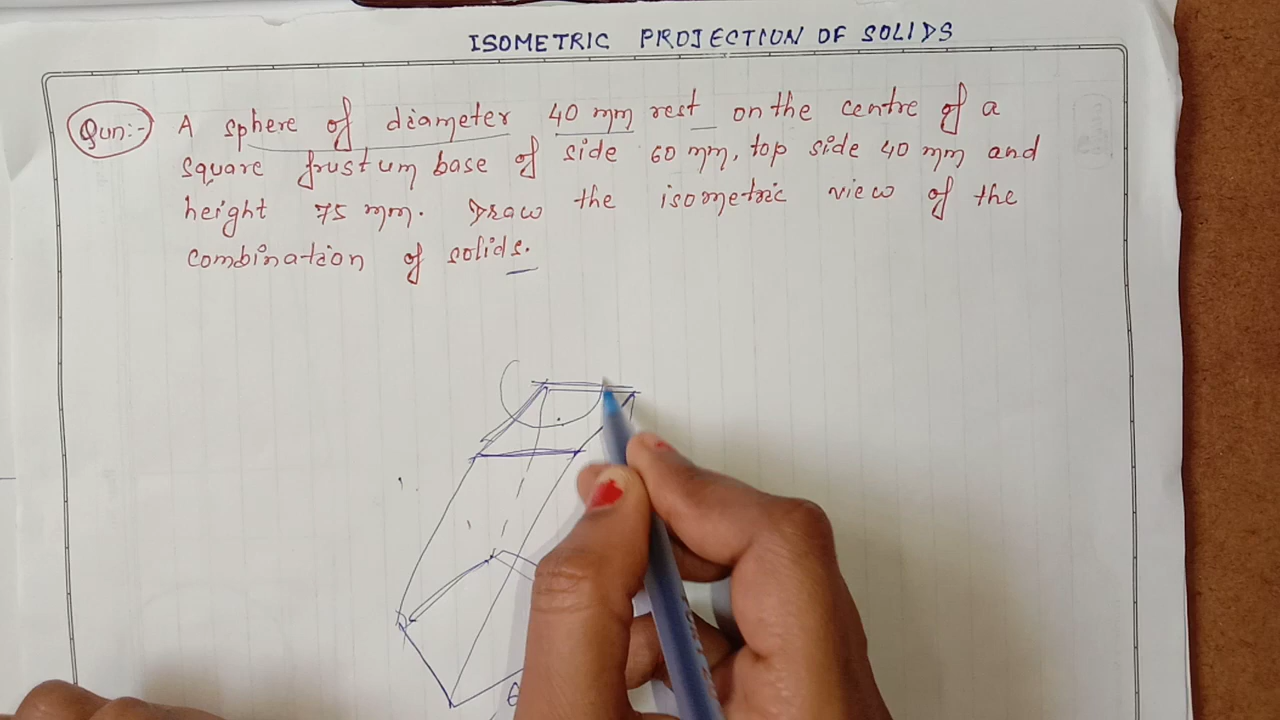 ISOMETRIC PROJECTION OF SOLIDS
Qun:- A sphere of diameter 40 mm rest on the centre of a
square frustum base of side 60 mm, top side 40 mm and
height 75 mm. Draw the isometric view of the
combination of solids.